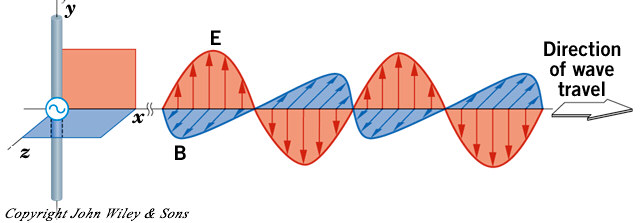 y
E
Direction
of wave
travel
x
z
B
Copyright John Wiley & Sons